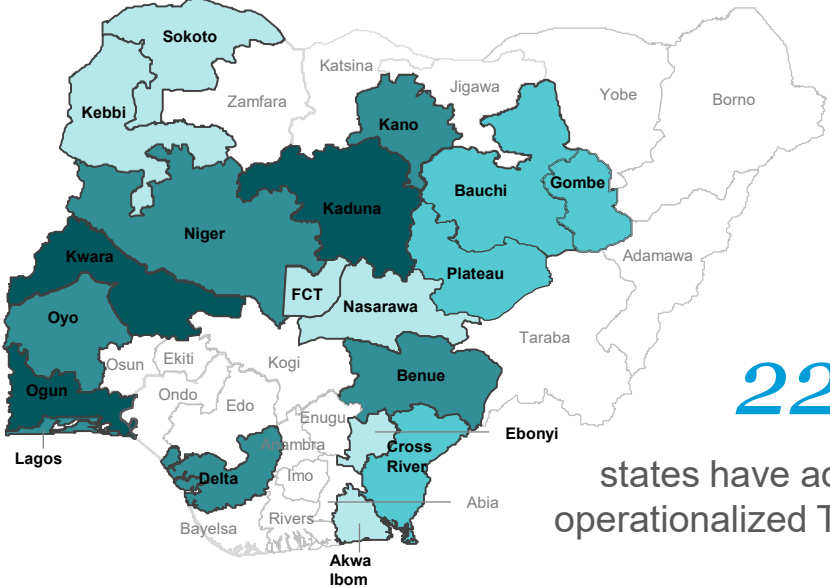 Sokoto
Katsina
Jigawa
Yobe
Borno
Zamfara
Kebbi
Kano
Bauchi
Gombe
Kaduna
Niger
Kwara
Adamawa
Plateau
FCT
Nasarawa
Oyo
Taraba
Osun
Ekiti
Kogi
Benue
Ogun
Ondo
Edo
Enugu
Ebonyi
Anambra
Cross
River
Lagos
Delta
Imo
Abia
Rivers
Bayelsa
Akwa
Ibom
22
states have
operationalized